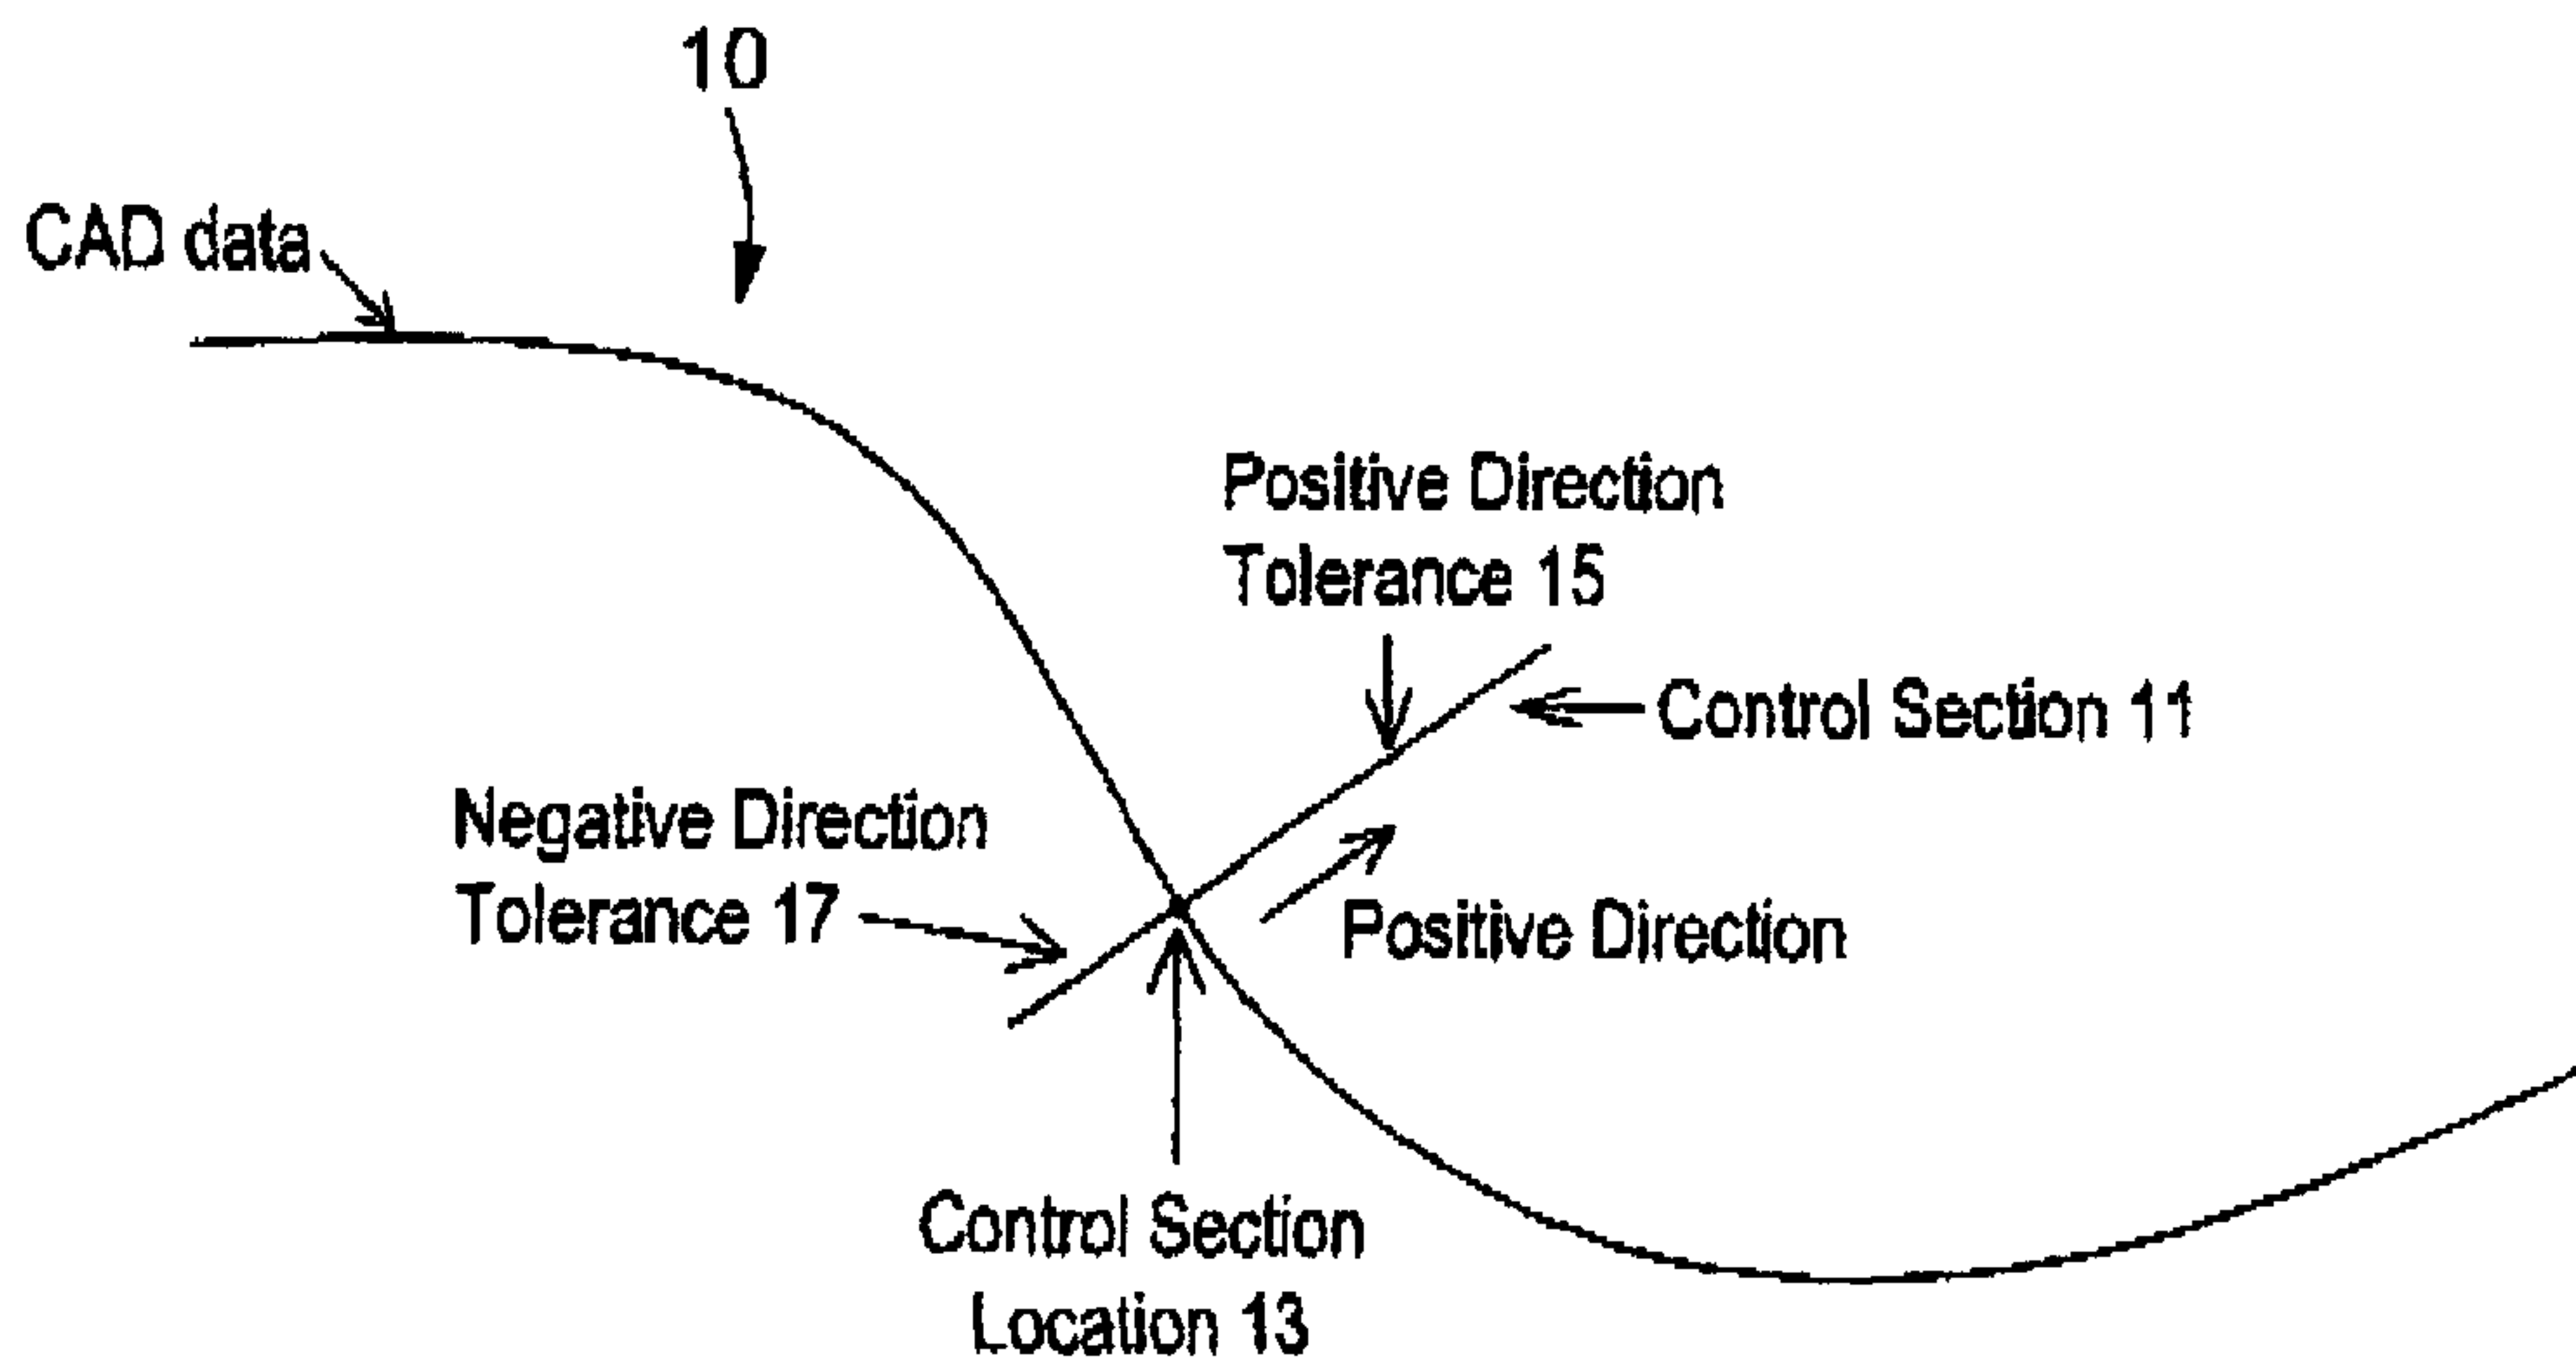 10
CAD data
Positive Direction
Tolerance 15
Control Section 11
Negative Direction
Tolerance 17
Positive Direction
Control Section
Location 13